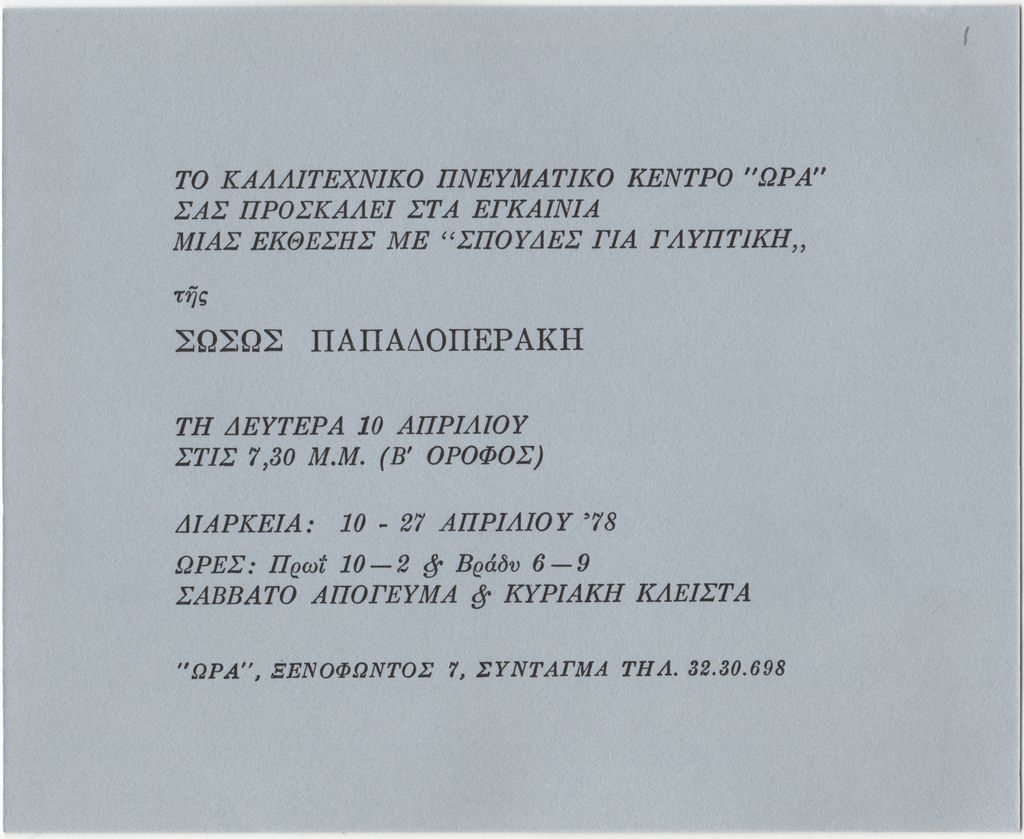 ΤΟ ΚΑΛΛΙΤΕΧΝΙΚΟ ΠΝΕΥΜΑΤΙΚΟ ΚΕΝΤΡΟ "ΩΡΑ"
ΣΑΣ ΠΡΟΣΚΑΛΕΙ ΣΤΑ ΕΓΚΑΙΝΙΑ
ΜΙΑΣ ΕΚΘΕΣΗΣ ΜΕ “ΣΠΟΥΔΕΣ ΓΙΑ ΓΛΥΠΤΙΚΗ,,
τῆς
ΣΩΣΩΣ ΠΑΠΑΔΟΠΕΡΑΚΗ
ΤΗ ΔΕΥΤΕΡΑ 10 ΑΠΡΙΛΙΟΥ
ΣΤΙΣ 7,30 Μ.Μ. (Β' ΟΡΟΦΟΣ)
ΔΙΑΡΚΕΙΑ: 10 - 27 ΑΠΡΙΛΙΟΥ ’78
ΩΡΕΣ: Πρωΐ 10—2 & Βράδυ 6—9
ΣΑΒΒΑΤΟ ΑΠΟΓΕΥΜΑ & ΚΥΡΙΑΚΗ ΚΛΕΙΣΤΑ
"ΩΡΑ", ΞΕΝΟΦΩΝΤΟΣ 7, ΣΥΝΤΑΓΜΑ ΤΗΛ. 32.30.698